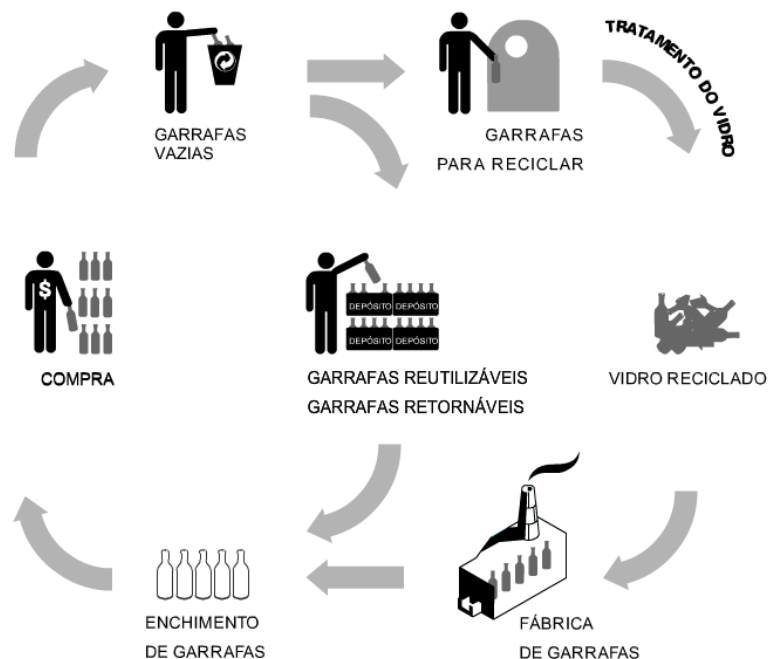 TRATAMENTO DO VIDRO
GARRAFAS
VAZIAS
GARRAFAS
PARA RECICLAR
$
DEPÓSITO DEPÓSITO
DEPÓSITO DEPÓSITO
COMPRA
GARRAFAS REUTILIZÁVEIS
GARRAFAS RETORNÁVEIS
VIDRO RECICLADO
ENCHIMENTO
DE GARRAFAS
FÁBRICA
DE GARRAFAS